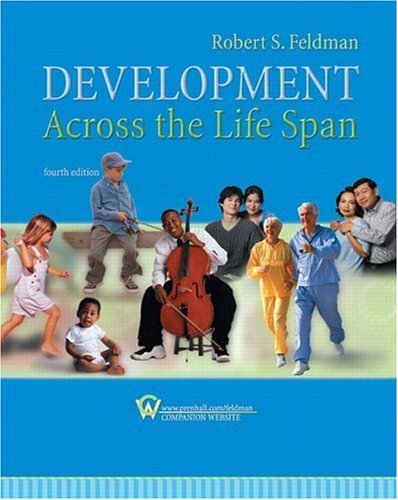 Robert S. Feldman
DEVELOPMENT
Across the Life Span
fourth edition
www.prenhall.com/feldman
COMPANION WEBSITE